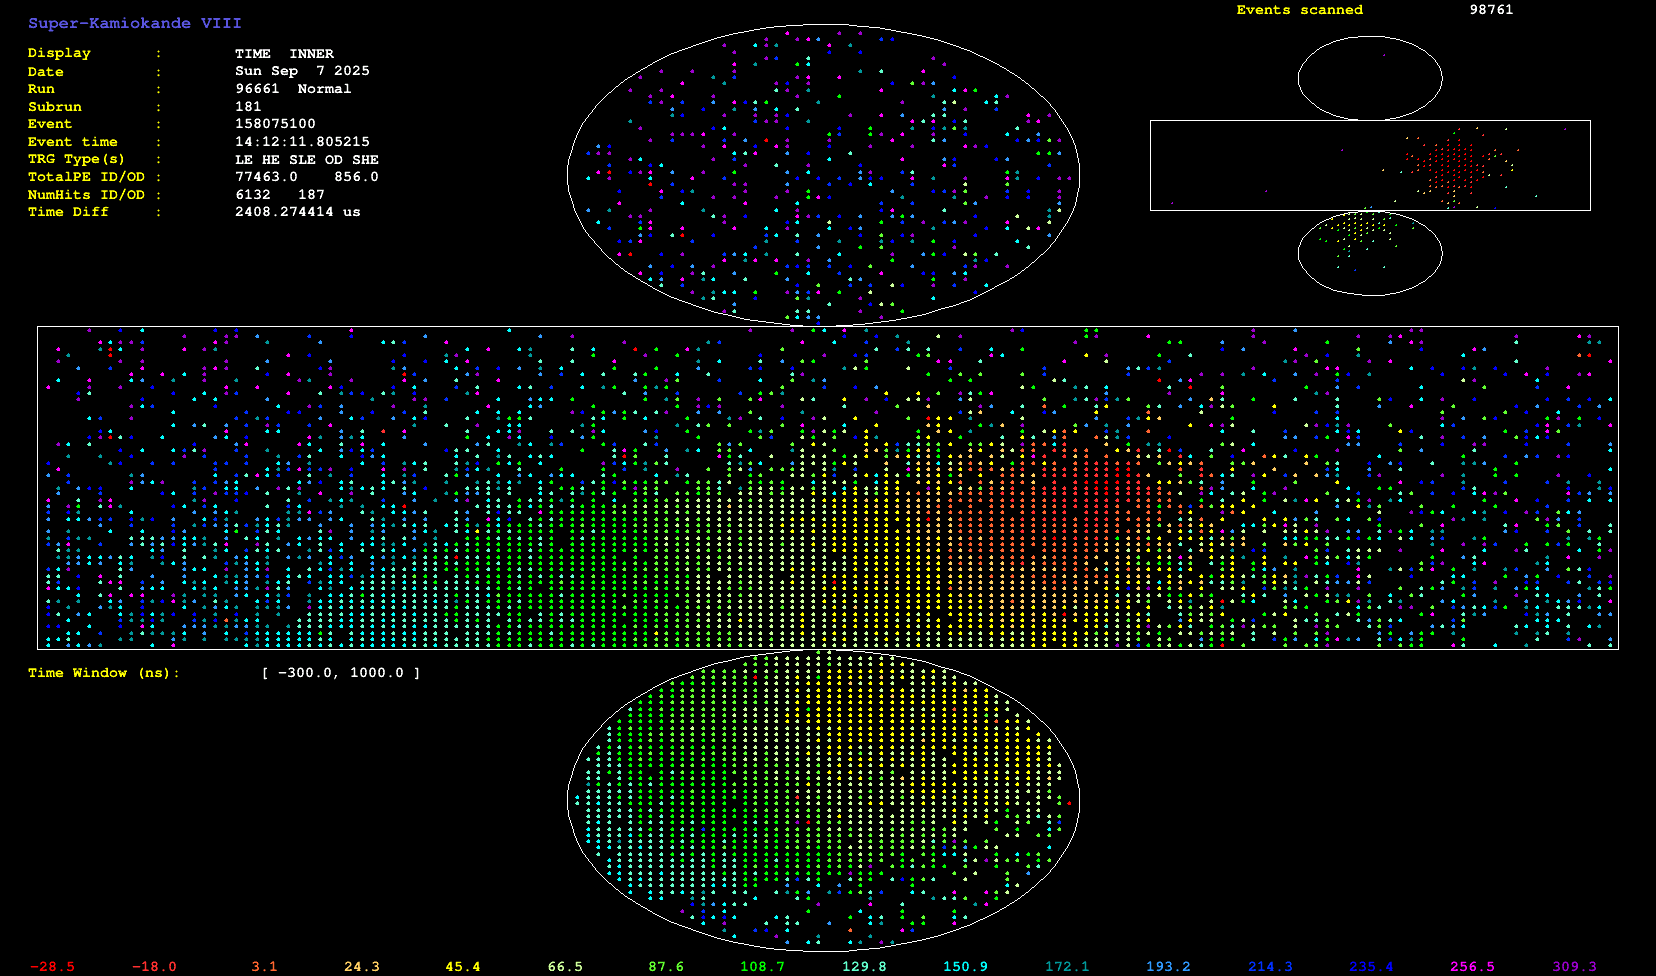 Super-Kamiokande VIII
Events scanned 98761
Display : TIME INNER
Date : Sun Sep 7 2025
Run : 96661 Normal
Subrun : 181
Event : 158075100
Event time : 14:12:11.805215
TRG Type(s) : LE HE SLE OD SHE
TotalPE ID/OD : 77463.0 856.0
NumHits ID/OD : 6132 187
Time Diff : 2408.274414 us
Time Window (ns): [ -300.0, 1000.0 ]
-28.5 -18.0 3.1 24.3 45.4 66.5 87.6 108.7 129.8 150.9 172.1 193.2 214.3 235.4 256.5 309.3